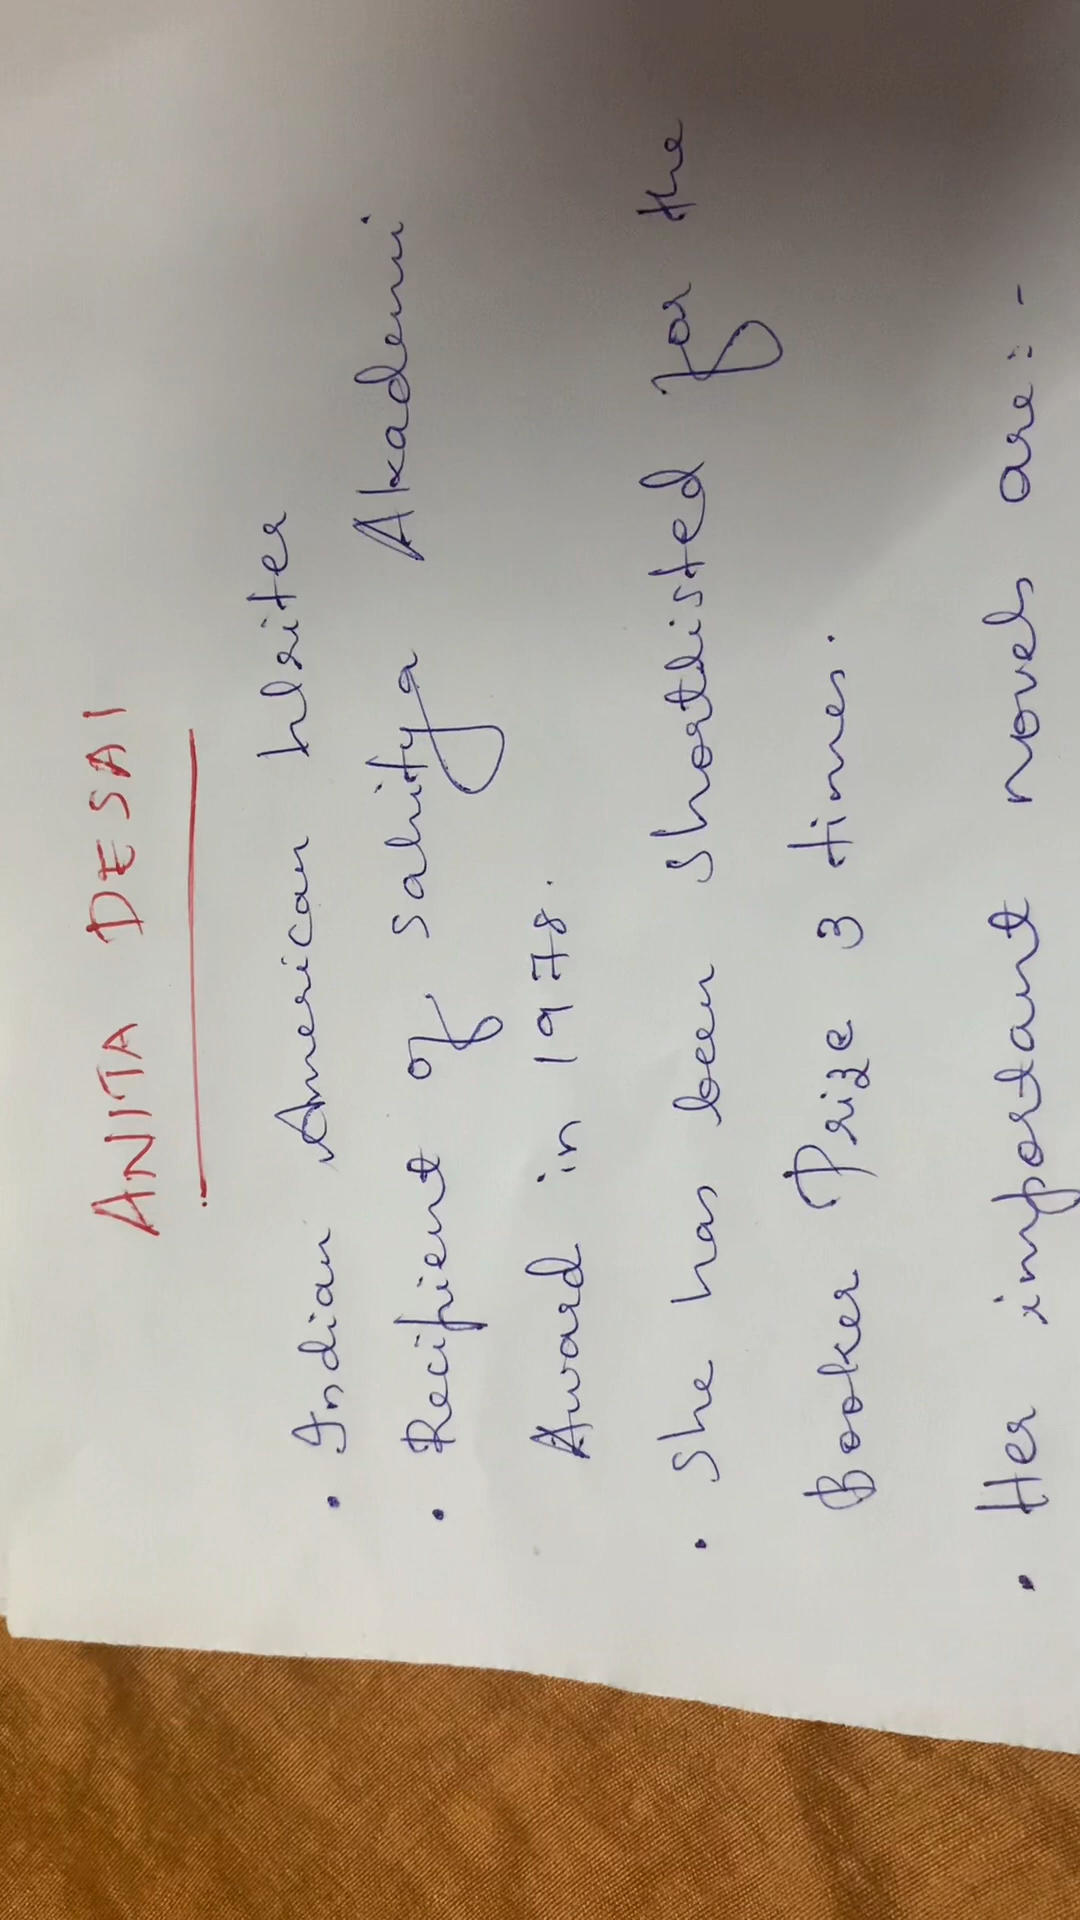 ANITA DESAI
• Indian American Writer
• Recipient of Sahitya Akademi
Award in 1978.
• She has been shortlisted for the
Booker Prize 3 times.
• Her important novels are:-